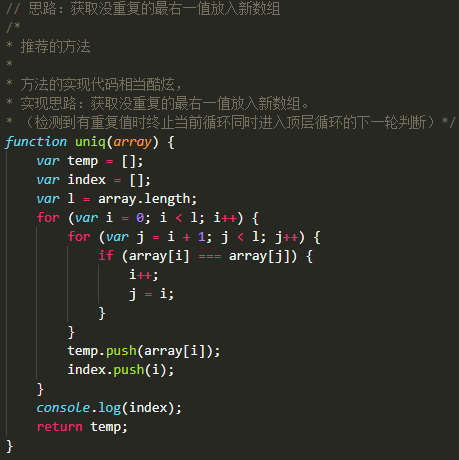 // 思路：获取没重复的最右一值放入新数组
/*
* 推荐的方法
*
* 方法的实现代码相当酷炫，
* 实现思路：获取没重复的最右一值放入新数组。
* （检测到有重复值时终止当前循环同时进入顶层循环的下一轮判断）*/
function uniq(array) {
    var temp = [];
    var index = [];
    var l = array.length;
    for (var i = 0; i < l; i++) {
        for (var j = i + 1; j < l; j++) {
            if (array[i] === array[j]) {
                i++;
                j = i;
            }
        }
        temp.push(array[i]);
        index.push(i);
    }
    console.log(index);
    return temp;
}